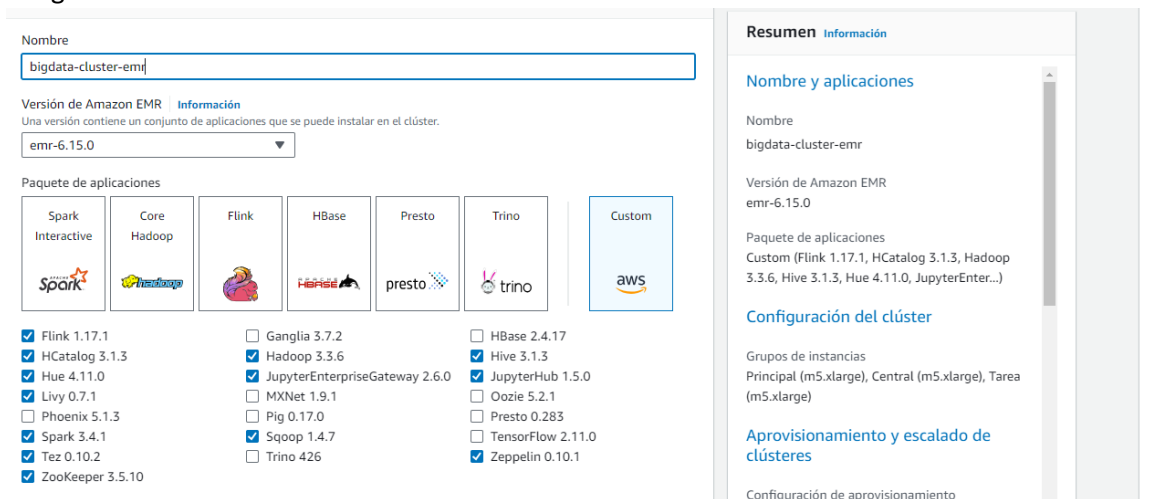 Nombre
bigdata-cluster-emr
Versión de Amazon EMR Información
Una versión contiene un conjunto de aplicaciones que se puede instalar en el clúster.
emr-6.15.0
Paquete de aplicaciones
Spark Interactive
Core Hadoop
Flink
HBase
Presto
Trino
Custom
APACHE Spark
hadoop
APACHE HBASE
presto
trino
aws
Flink 1.17.1
Ganglia 3.7.2
HBase 2.4.17
HCatalog 3.1.3
Hadoop 3.3.6
Hive 3.1.3
Hue 4.11.0
JupyterEnterpriseGateway 2.6.0
JupyterHub 1.5.0
Livy 0.7.1
MXNet 1.9.1
Oozie 5.2.1
Phoenix 5.1.3
Pig 0.17.0
Presto 0.283
Spark 3.4.1
Sqoop 1.4.7
TensorFlow 2.11.0
Tez 0.10.2
Trino 426
Zeppelin 0.10.1
ZooKeeper 3.5.10
Resumen Información
Nombre y aplicaciones
Nombre
bigdata-cluster-emr
Versión de Amazon EMR
emr-6.15.0
Paquete de aplicaciones
Custom (Flink 1.17.1, HCatalog 3.1.3, Hadoop
3.3.6, Hive 3.1.3, Hue 4.11.0, JupyterEnter...)
Configuración del clúster
Grupos de instancias
Principal (m5.xlarge), Central (m5.xlarge), Tarea
(m5.xlarge)
Aprovisionamiento y escalado de
clústeres
Configuración de aprovisionamiento